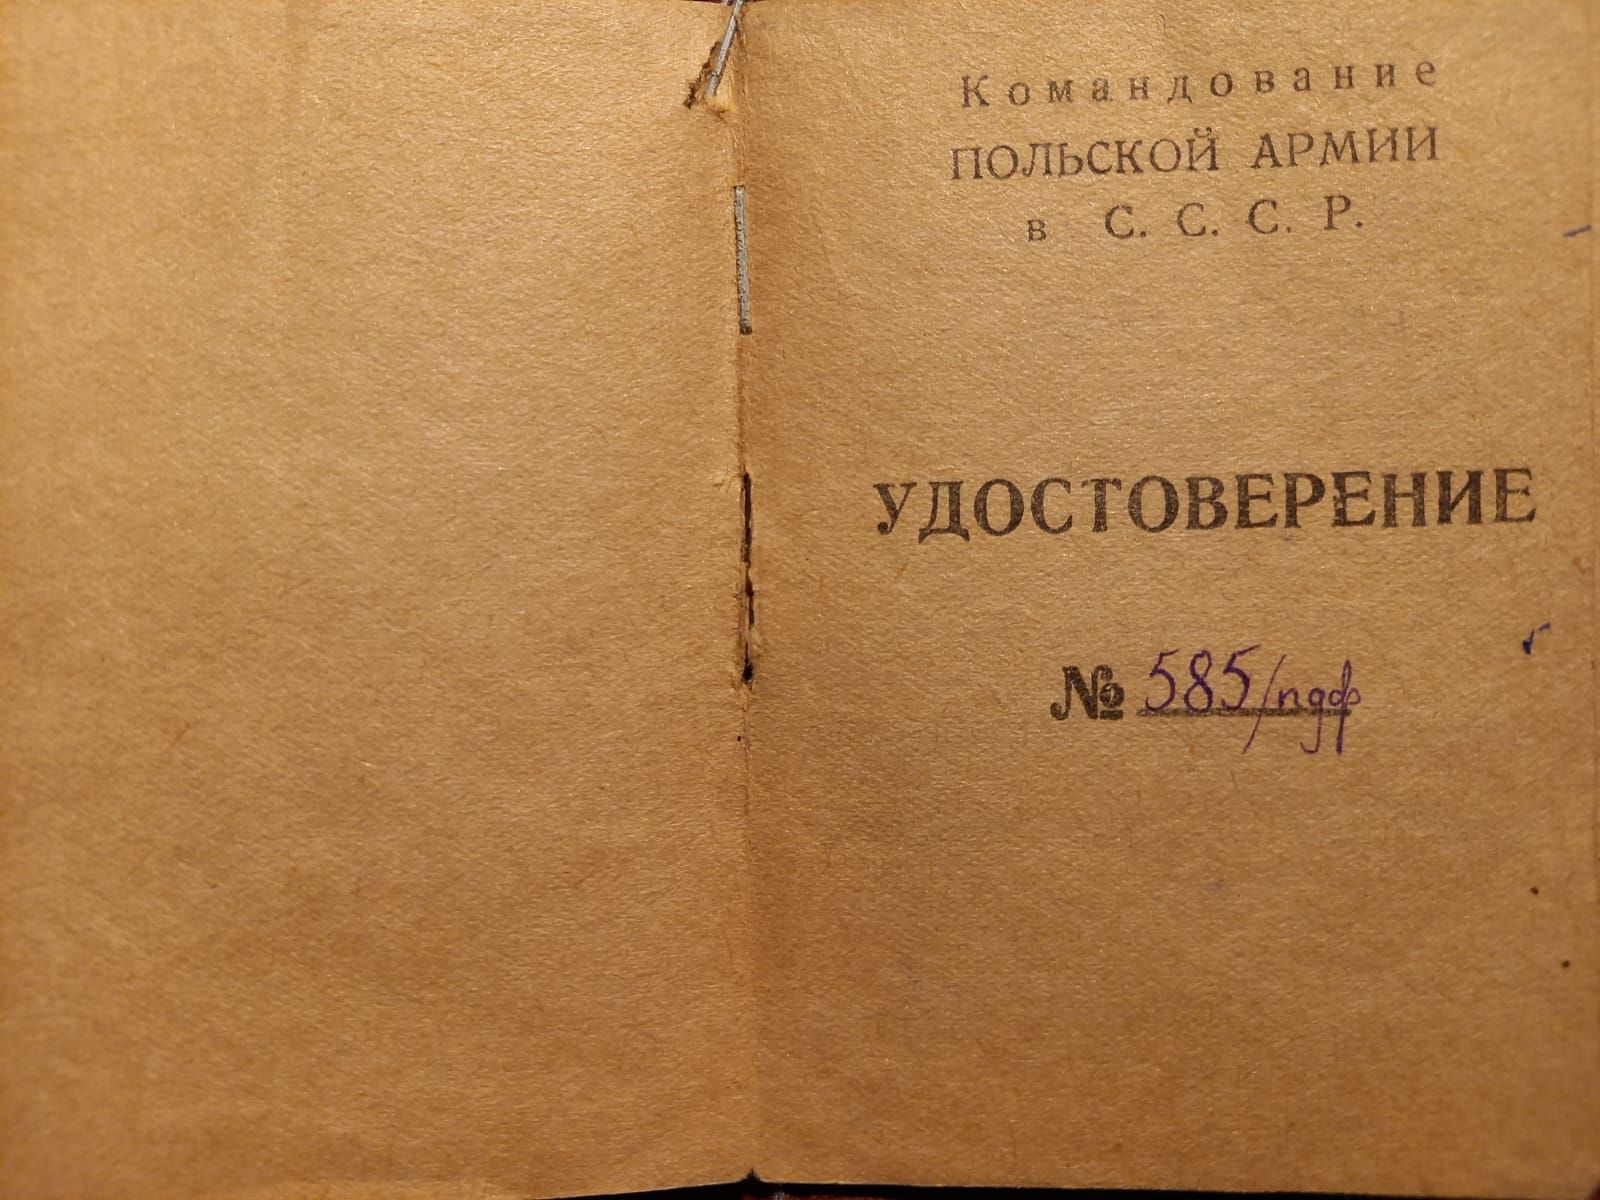 Командование
ПОЛЬСКОЙ АРМИИ
в С. С. С. Р.
УДОСТОВЕРЕНИЕ
№ 585/пдф